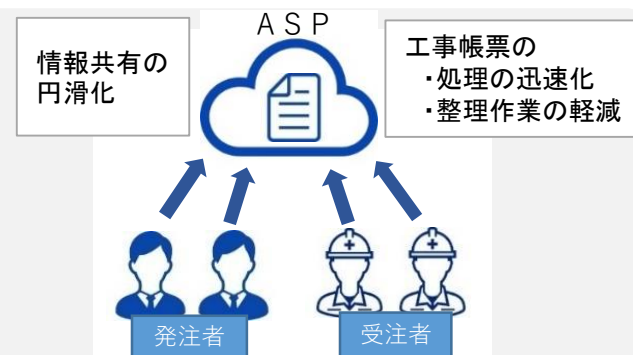 ＡＳＰ
情報共有の
円滑化
工事帳票の
・処理の迅速化
・整理作業の軽減
発注者
受注者